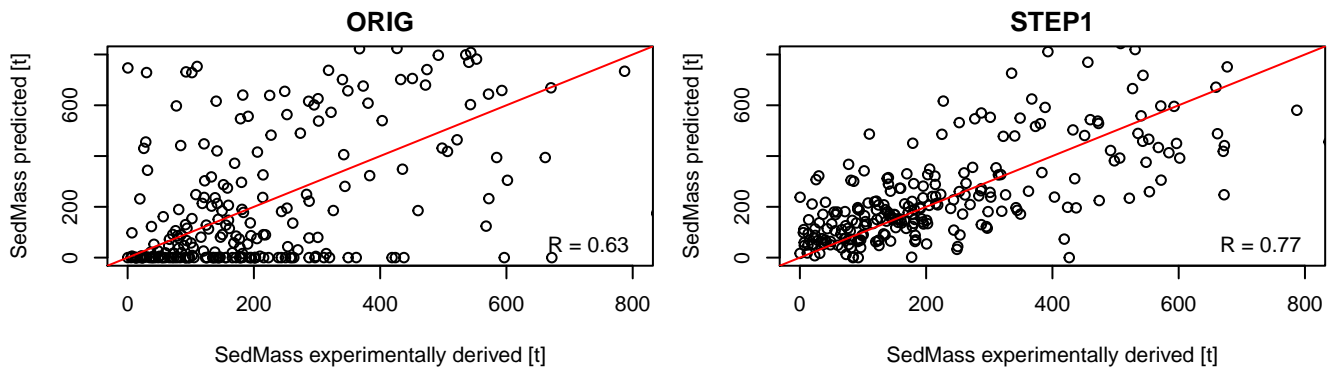 ORIG
SedMass predicted [t]
0 200 600
R = 0.63
0 200 400 600 800
SedMass experimentally derived [t]
STEP1
SedMass predicted [t]
0 200 600
R = 0.77
0 200 400 600 800
SedMass experimentally derived [t]